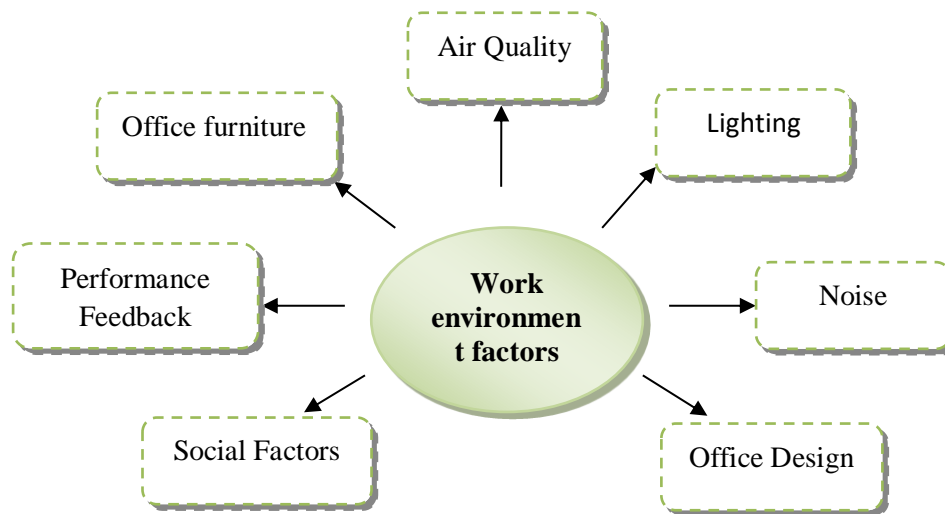 Air Quality
Office furniture
Lighting
Performance
Feedback
Work
environmen
t factors
Noise
Social Factors
Office Design